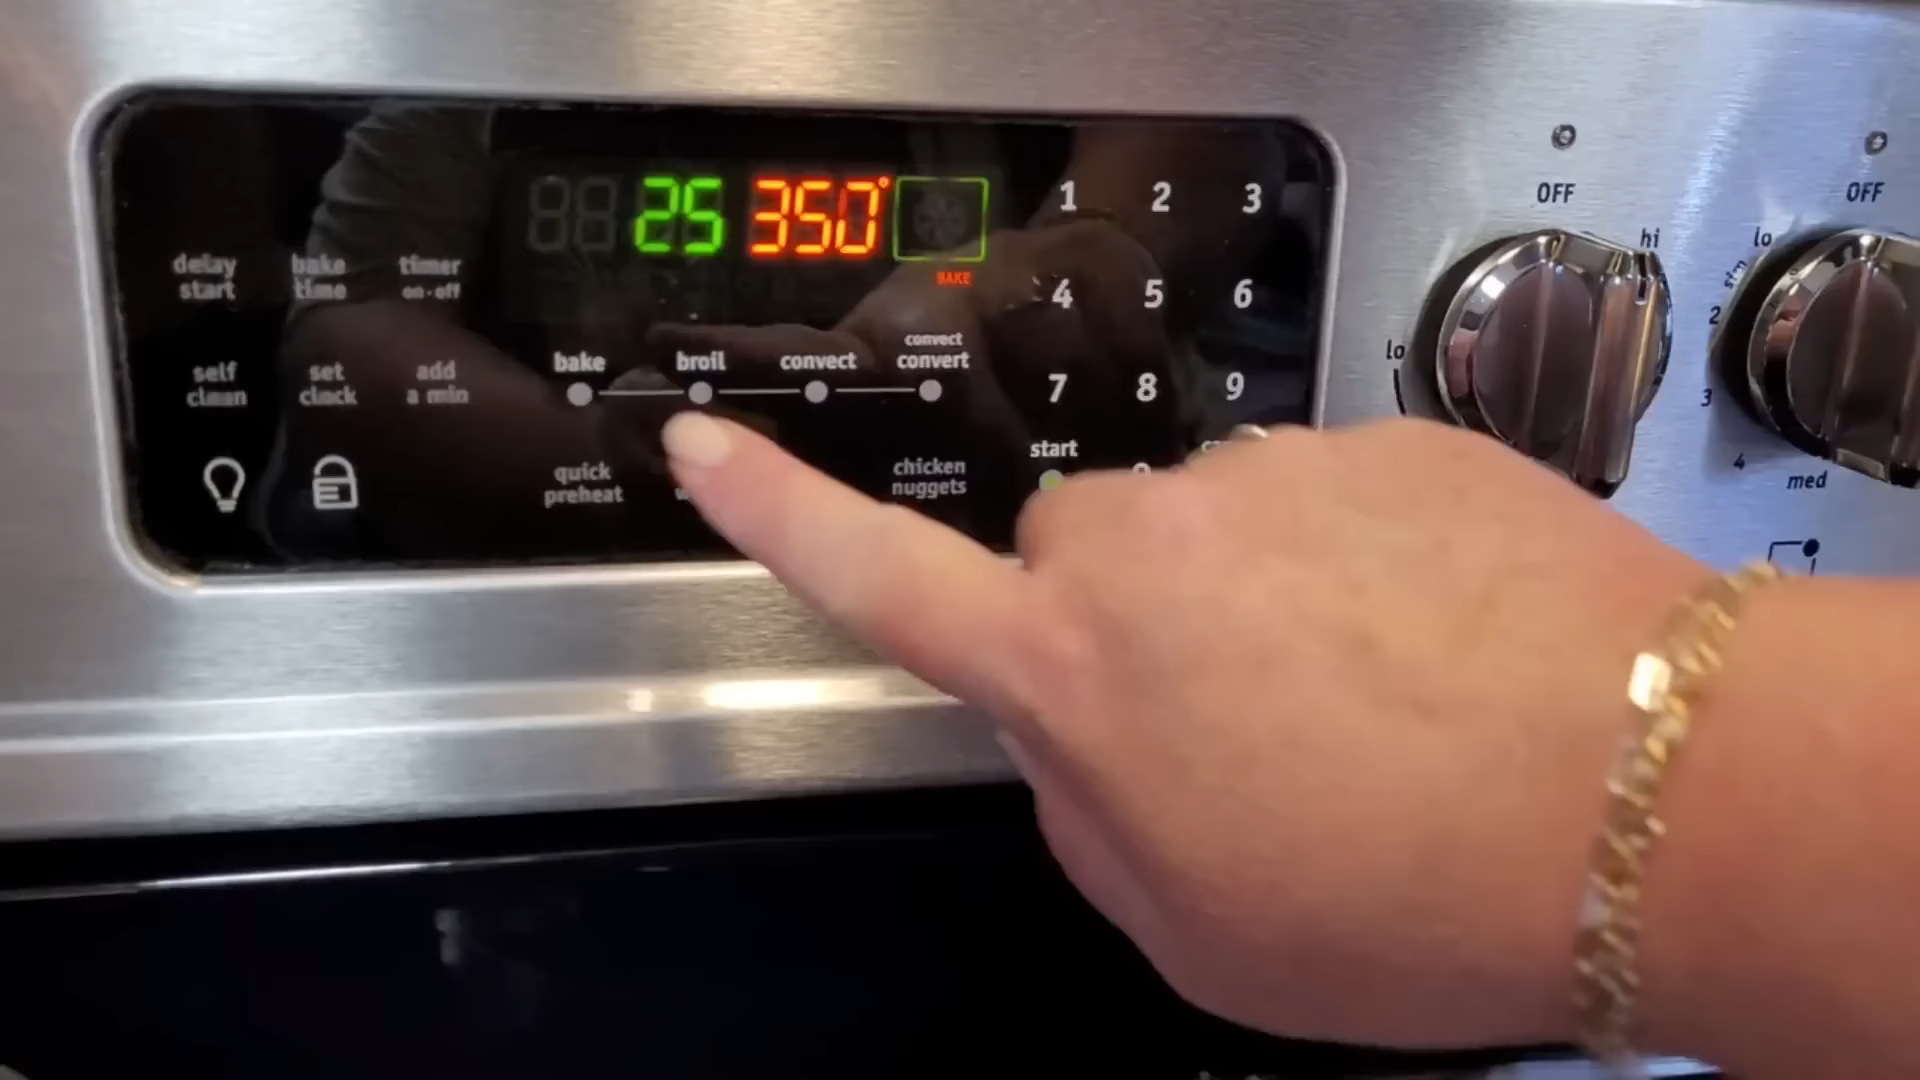 25 350°
BAKE
delay start
bake time
timer on·off
self clean
set clock
add a min
bake
broil
convect
convect convert
quick preheat
chicken nuggets
1 2 3
4 5 6
7 8 9
start
OFF
hi
lo
OFF
lo
sim
2
3
4
med